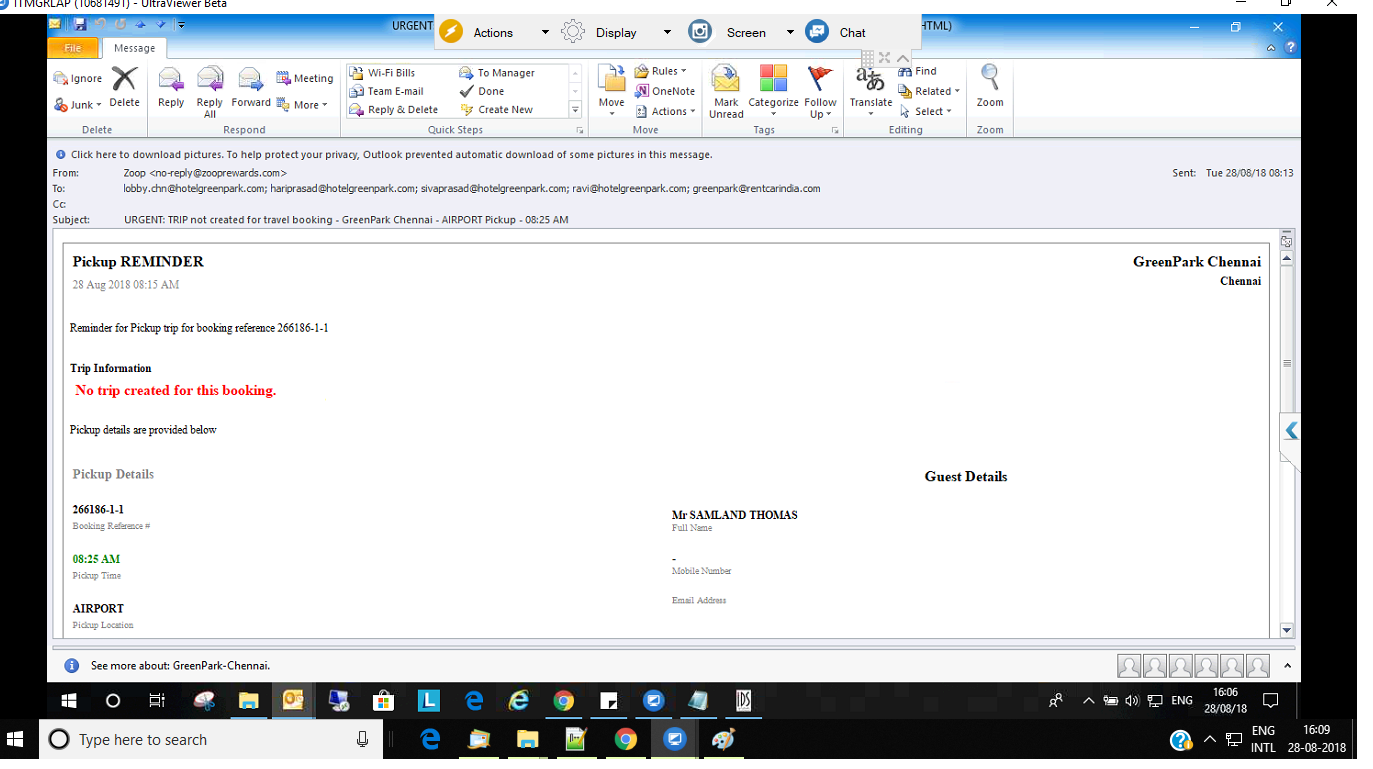 ITMGRLAP (10681491) - UltraViewer Beta
URGENT
HTML)
Actions
Display
Screen
Chat
File
Message
Ignore
Junk
Delete
Reply
Reply All
Forward
Meeting
More
Wi-Fi Bills
Team E-mail
Reply & Delete
To Manager
Done
Create New
Move
Rules
OneNote
Actions
Mark Unread
Categorize
Follow Up
Translate
Find
Related
Select
Zoom
Delete
Respond
Quick Steps
Move
Tags
Editing
Zoom
Click here to download pictures. To help protect your privacy, Outlook prevented automatic download of some pictures in this message.
From: Zoop <no-reply@zooprewards.com>
Sent: Tue 28/08/18 08:13
To: lobby.chn@hotelgreenpark.com; hariprasad@hotelgreenpark.com; sivaprasad@hotelgreenpark.com; ravi@hotelgreenpark.com; greenpark@rentcarindia.com
Cc:
Subject: URGENT: TRIP not created for travel booking - GreenPark Chennai - AIRPORT Pickup - 08:25 AM
Pickup REMINDER
GreenPark Chennai
28 Aug 2018 08:15 AM
Chennai
Reminder for Pickup trip for booking reference 266186-1-1
Trip Information
No trip created for this booking.
Pickup details are provided below
Pickup Details
Guest Details
266186-1-1
Booking Reference #
Mr SAMLAND THOMAS
Full Name
08:25 AM
Pickup Time
-
Mobile Number
Email Address
AIRPORT
Pickup Location
See more about: GreenPark-Chennai.
L
IDS
ENG
16:06
28/08/18
Type here to search
ENG
INTL
16:09
28-08-2018